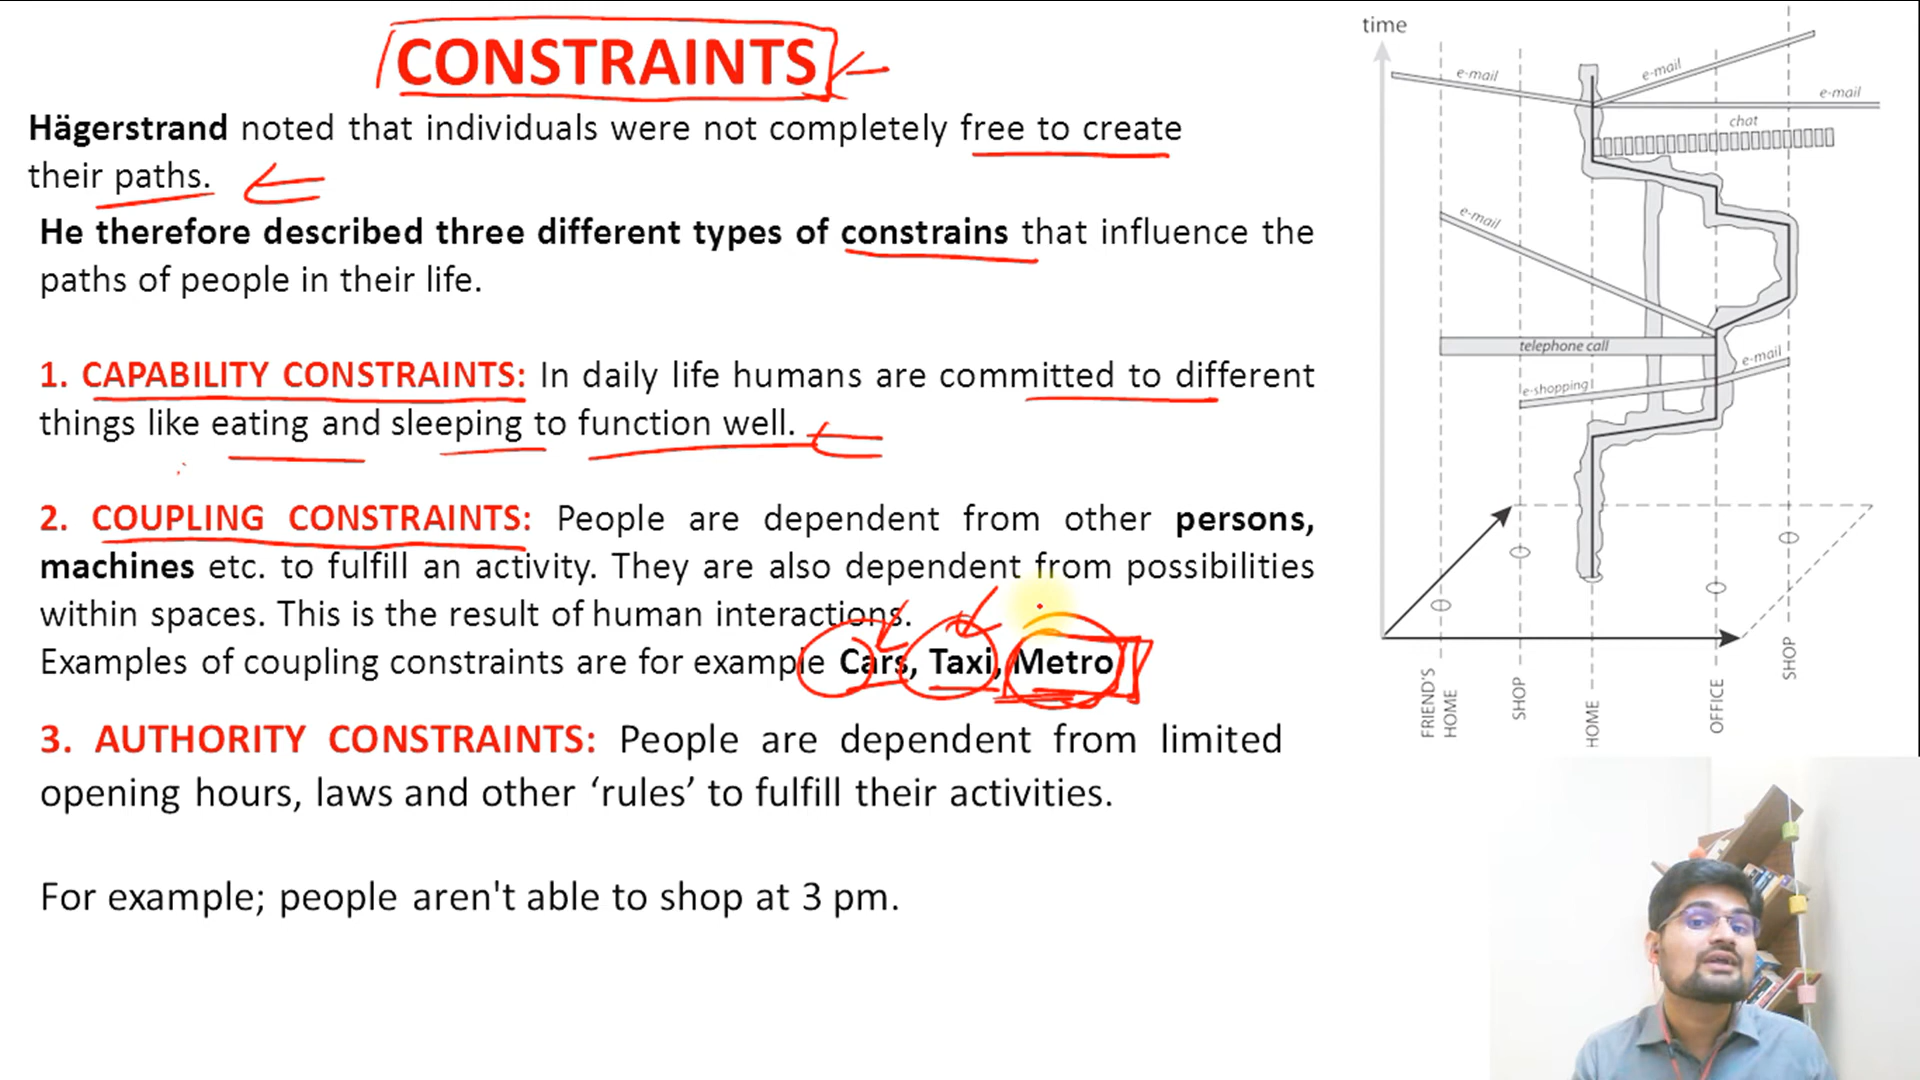 CONSTRAINTS
Hägerstrand noted that individuals were not completely free to create
their paths.
He therefore described three different types of constrains that influence the
paths of people in their life.
1. CAPABILITY CONSTRAINTS: In daily life humans are committed to different
things like eating and sleeping to function well.
2. COUPLING CONSTRAINTS: People are dependent from other persons,
machines etc. to fulfill an activity. They are also dependent from possibilities
within spaces. This is the result of human interactions.
Examples of coupling constraints are for example Cars, Taxi, Metro
3. AUTHORITY CONSTRAINTS: People are dependent from limited
opening hours, laws and other ‘rules’ to fulfill their activities.
For example; people aren't able to shop at 3 pm.
time
e-mail
e-mail
e-mail
chat
e-mail
telephone call
e-mail
e-shopping
FRIEND'S
HOME
SHOP
HOME
OFFICE
SHOP